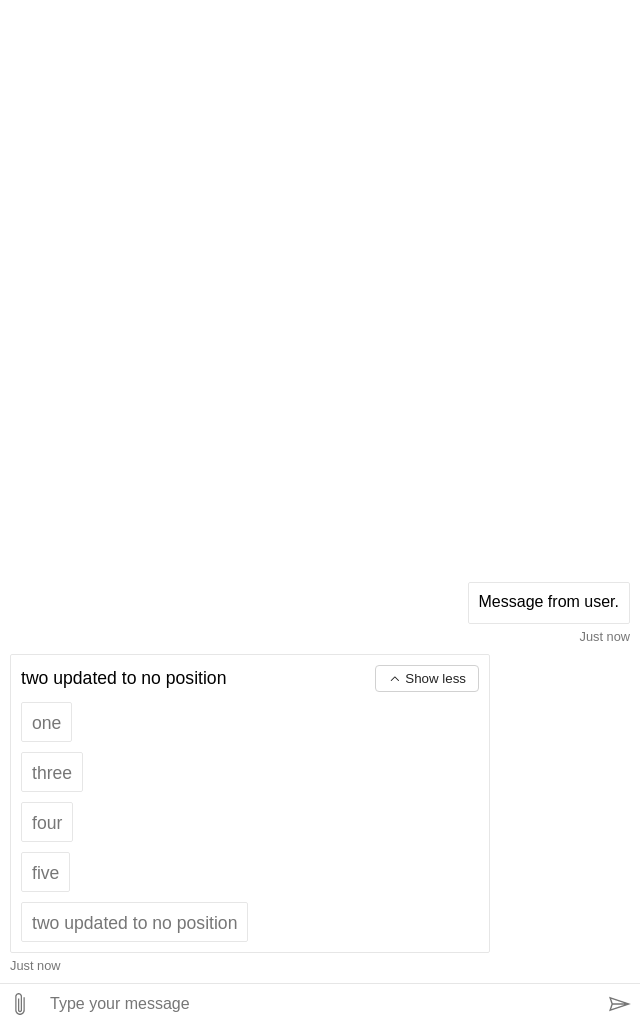 Message from user.
Just now
two updated to no position
Show less
one
three
four
five
two updated to no position
Just now
Type your message